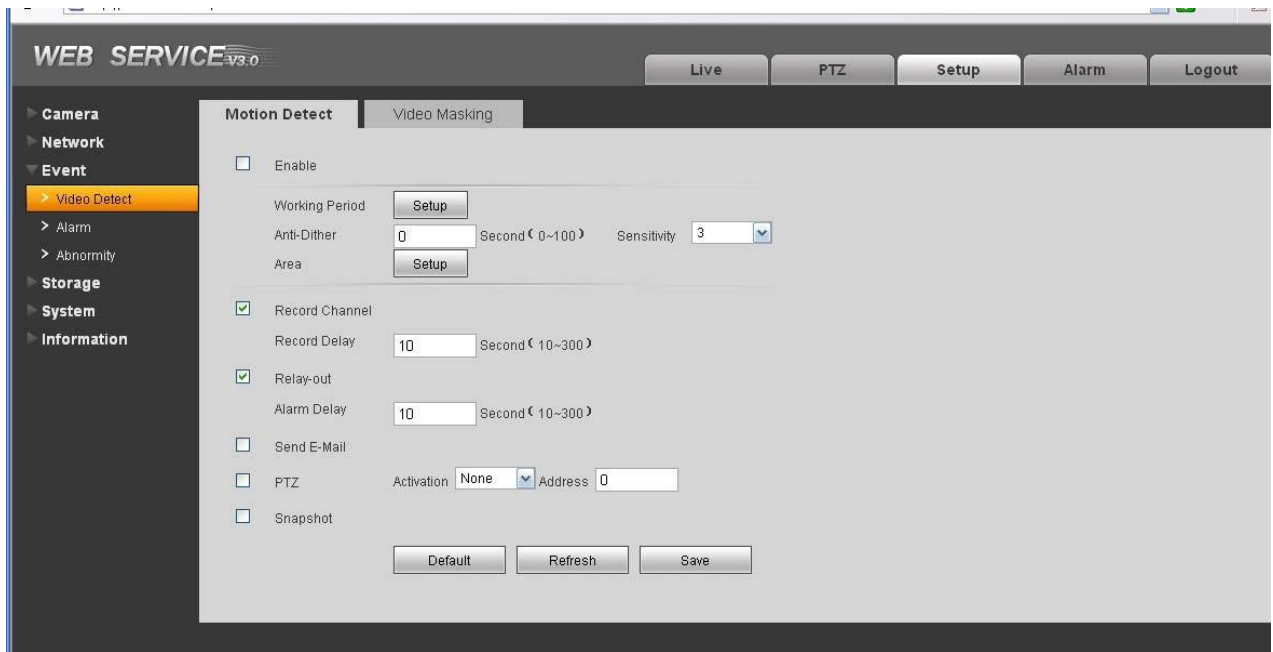 WEB SERVICE V3.0
Live PTZ Setup Alarm Logout
Camera
Network
Event
> Video Detect
> Alarm
> Abnormity
Storage
System
Information
Motion Detect Video Masking
Enable
Working Period Setup
Anti-Dither 0 Second ( 0~100 ) Sensitivity 3
Area Setup
Record Channel
Record Delay 10 Second ( 10~300 )
Relay-out
Alarm Delay 10 Second ( 10~300 )
Send E-Mail
PTZ Activation None Address 0
Snapshot
Default Refresh Save